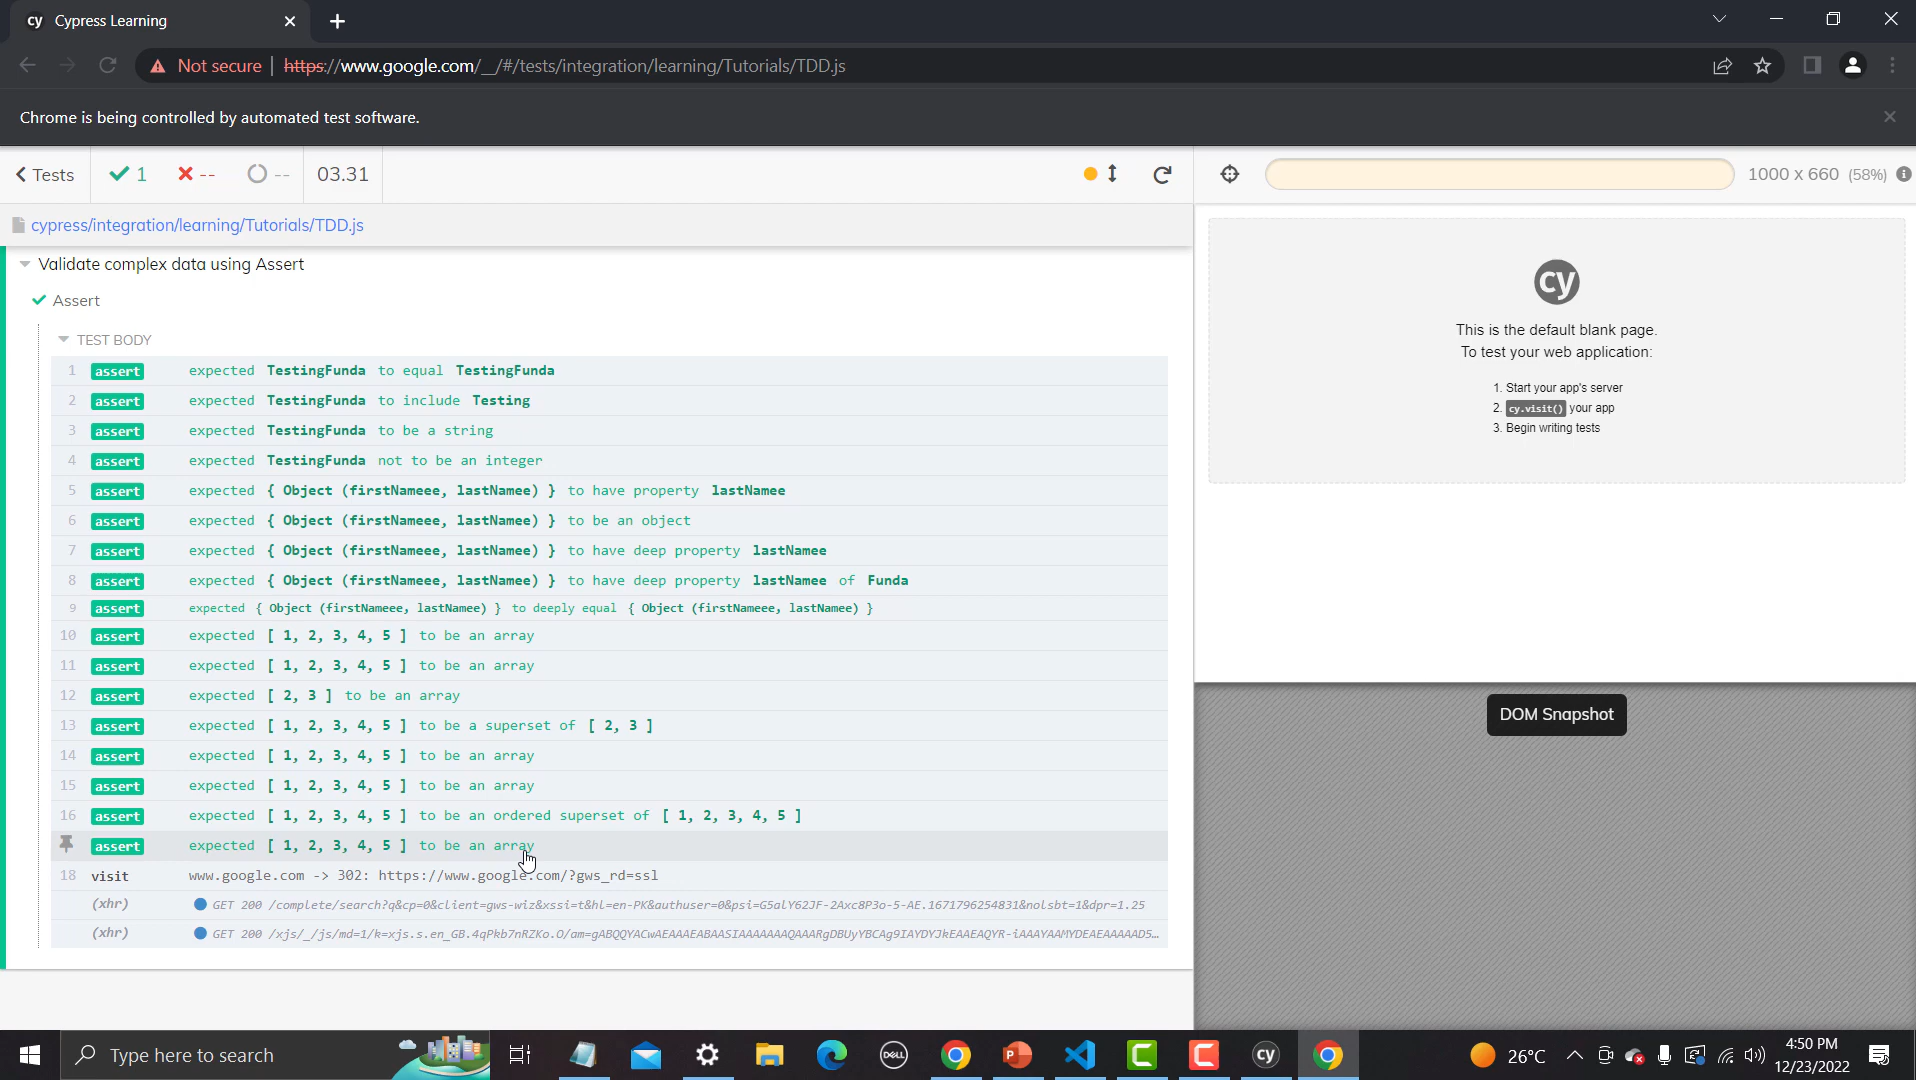 cy Cypress Learning
Not secure | https://www.google.com/__/#/tests/integration/learning/Tutorials/TDD.js
Chrome is being controlled by automated test software.
Tests 1 -- -- 03.31 1000 x 660 (58%)
cypress/integration/learning/Tutorials/TDD.js
Validate complex data using Assert
Assert
TEST BODY
1 assert expected TestingFunda to equal TestingFunda
2 assert expected TestingFunda to include Testing
3 assert expected TestingFunda to be a string
4 assert expected TestingFunda not to be an integer
5 assert expected { Object (firstNameee, lastNamee) } to have property lastNamee
6 assert expected { Object (firstNameee, lastNamee) } to be an object
7 assert expected { Object (firstNameee, lastNamee) } to have deep property lastNamee
8 assert expected { Object (firstNameee, lastNamee) } to have deep property lastNamee of Funda
9 assert expected { Object (firstNameee, lastNamee) } to deeply equal { Object (firstNameee, lastNamee) }
10 assert expected [ 1, 2, 3, 4, 5 ] to be an array
11 assert expected [ 1, 2, 3, 4, 5 ] to be an array
12 assert expected [ 2, 3 ] to be an array
13 assert expected [ 1, 2, 3, 4, 5 ] to be a superset of [ 2, 3 ]
14 assert expected [ 1, 2, 3, 4, 5 ] to be an array
15 assert expected [ 1, 2, 3, 4, 5 ] to be an array
16 assert expected [ 1, 2, 3, 4, 5 ] to be an ordered superset of [ 1, 2, 3, 4, 5 ]
assert expected [ 1, 2, 3, 4, 5 ] to be an array
18 visit www.google.com -> 302: https://www.google.com/?gws_rd=ssl
(xhr) GET 200 /complete/search?q&cp=0&client=gws-wiz&xssi=t&hl=en-PK&authuser=0&psi=G5alY62JF-2Axc8P3o-5-AE.1671796254831&nolsbt=1&dpr=1.25
(xhr) GET 200 /xjs/_/js/md=1/k=xjs.s.en_GB.4qPkb7nRZKo.O/am=gABQQYACwAEAAAEABAASIAAAAAAAQAAARgDBUyYBCAg9IAYDYJkEAAEAQYR-iAAAYAAMYDEAEAAAAAD5...
cy
This is the default blank page.
To test your web application:
1. Start your app's server
2. cy.visit() your app
3. Begin writing tests
DOM Snapshot
Type here to search
DELL
cy
26°C
4:50 PM
12/23/2022